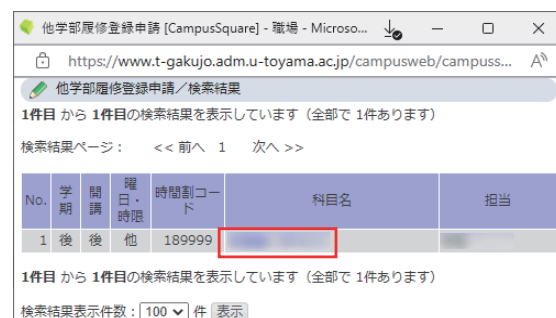 他学部履修登録申請 [CampusSquare] - 職場 - Microso...
https://www.t-gakujo.adm.u-toyama.ac.jp/campusweb/campuss...
他学部履修登録申請／検索結果
1件目 から 1件目の検索結果を表示しています（全部で 1件あります）
検索結果ページ： << 前へ 1 次へ >>
No. 学期 開講 曜日・時限 時間割コード 科目名 担当
1 後 後 他 189999
1件目 から 1件目の検索結果を表示しています（全部で 1件あります）
検索結果表示件数：100 件 表示